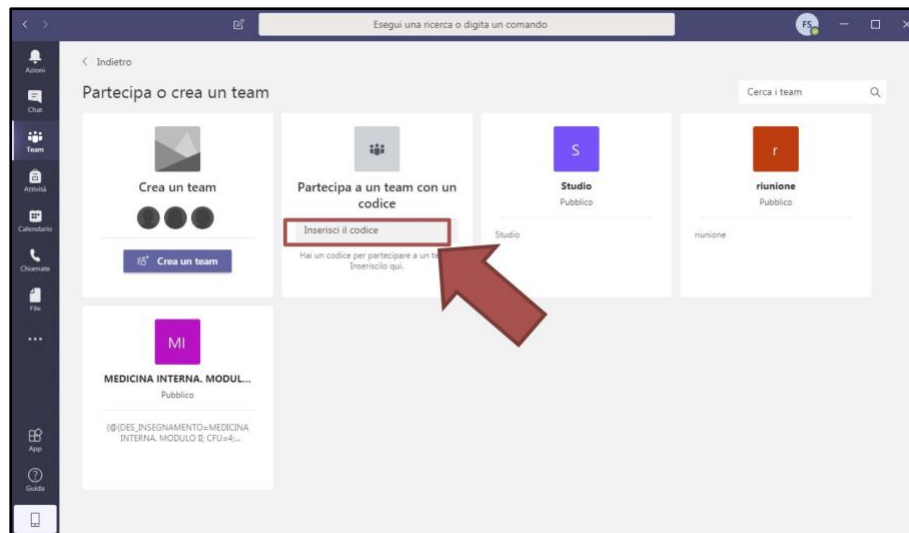 Esegui una ricerca o digita un comando
FS
Azioni
Chat
Team
Attività
Calendario
Chiamate
File
App
Guida
Indietro
Partecipa o crea un team
Cerca i team
Crea un team
Crea un team
Partecipa a un team con un
codice
Inserisci il codice
Hai un codice per partecipare a un
Inseriscilo qui.
S
Studio
Pubblico
Studio
r
riunione
Pubblico
riunione
MI
MEDICINA INTERNA. MODUL...
Pubblico
(@(DES_INSEGNAMENTO=MEDICINA
INTERNA. MODULO II; CFU=4;...